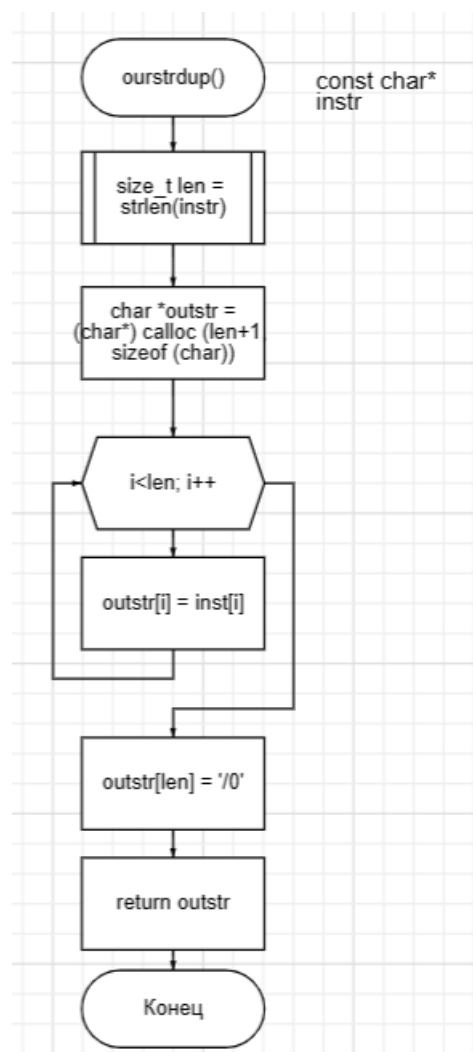 ourstrdup()
const char*
instr
size_t len =
strlen(instr)
char *outstr =
(char*) calloc (len+1
sizeof (char))
i<len; i++
outstr[i] = inst[i]
outstr[len] = '/0'
return outstr
Конец